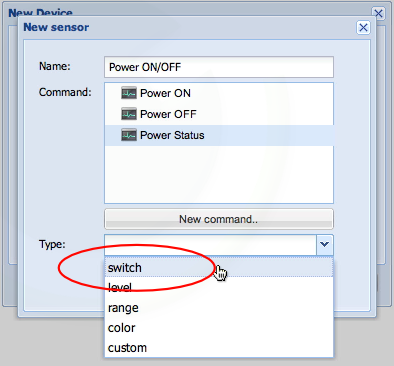 New Device
New sensor
Name: Power ON/OFF
Command: Power ON
Power OFF
Power Status
New command..
Type:
switch
level
range
color
custom